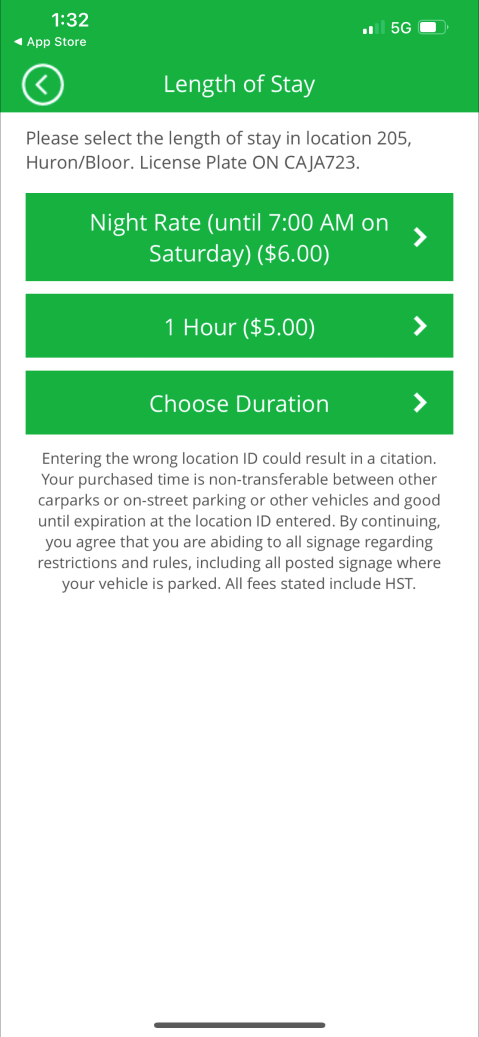 1:32
5G
◀ App Store
Length of Stay
Please select the length of stay in location 205,
Huron/Bloor. License Plate ON CAJA723.
Night Rate (until 7:00 AM on
Saturday) ($6.00)
1 Hour ($5.00)
Choose Duration
Entering the wrong location ID could result in a citation.
Your purchased time is non-transferable between other
carparks or on-street parking or other vehicles and good
until expiration at the location ID entered. By continuing,
you agree that you are abiding to all signage regarding
restrictions and rules, including all posted signage where
your vehicle is parked. All fees stated include HST.